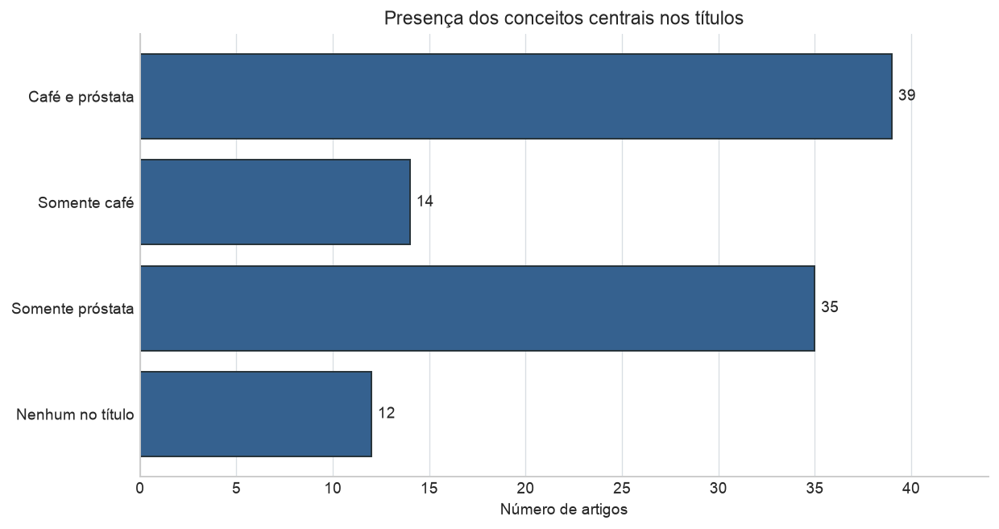 Presença dos conceitos centrais nos títulos
Café e próstata
39
Somente café
14
Somente próstata
35
Nenhum no título
12
0 5 10 15 20 25 30 35 40
Número de artigos